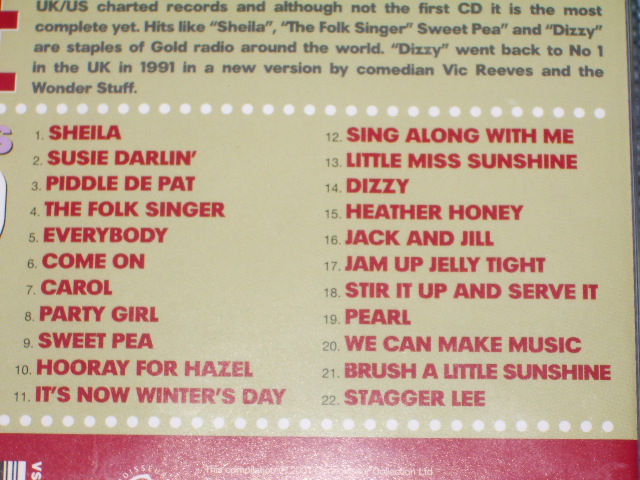 UK/US charted records and although not the first CD it is the most
complete yet. Hits like "Sheila", "The Folk Singer" Sweet Pea" and "Dizzy"
are staples of Gold radio around the world. "Dizzy" went back to No 1
in the UK in 1991 in a new version by comedian Vic Reeves and the
Wonder Stuff.
1. SHEILA
2. SUSIE DARLIN'
3. PIDDLE DE PAT
4. THE FOLK SINGER
5. EVERYBODY
6. COME ON
7. CAROL
8. PARTY GIRL
9. SWEET PEA
10. HOORAY FOR HAZEL
11. IT'S NOW WINTER'S DAY
12. SING ALONG WITH ME
13. LITTLE MISS SUNSHINE
14. DIZZY
15. HEATHER HONEY
16. JACK AND JILL
17. JAM UP JELLY TIGHT
18. STIR IT UP AND SERVE IT
19. PEARL
20. WE CAN MAKE MUSIC
21. BRUSH A LITTLE SUNSHINE
22. STAGGER LEE
This compilation Collection Ltd
VS